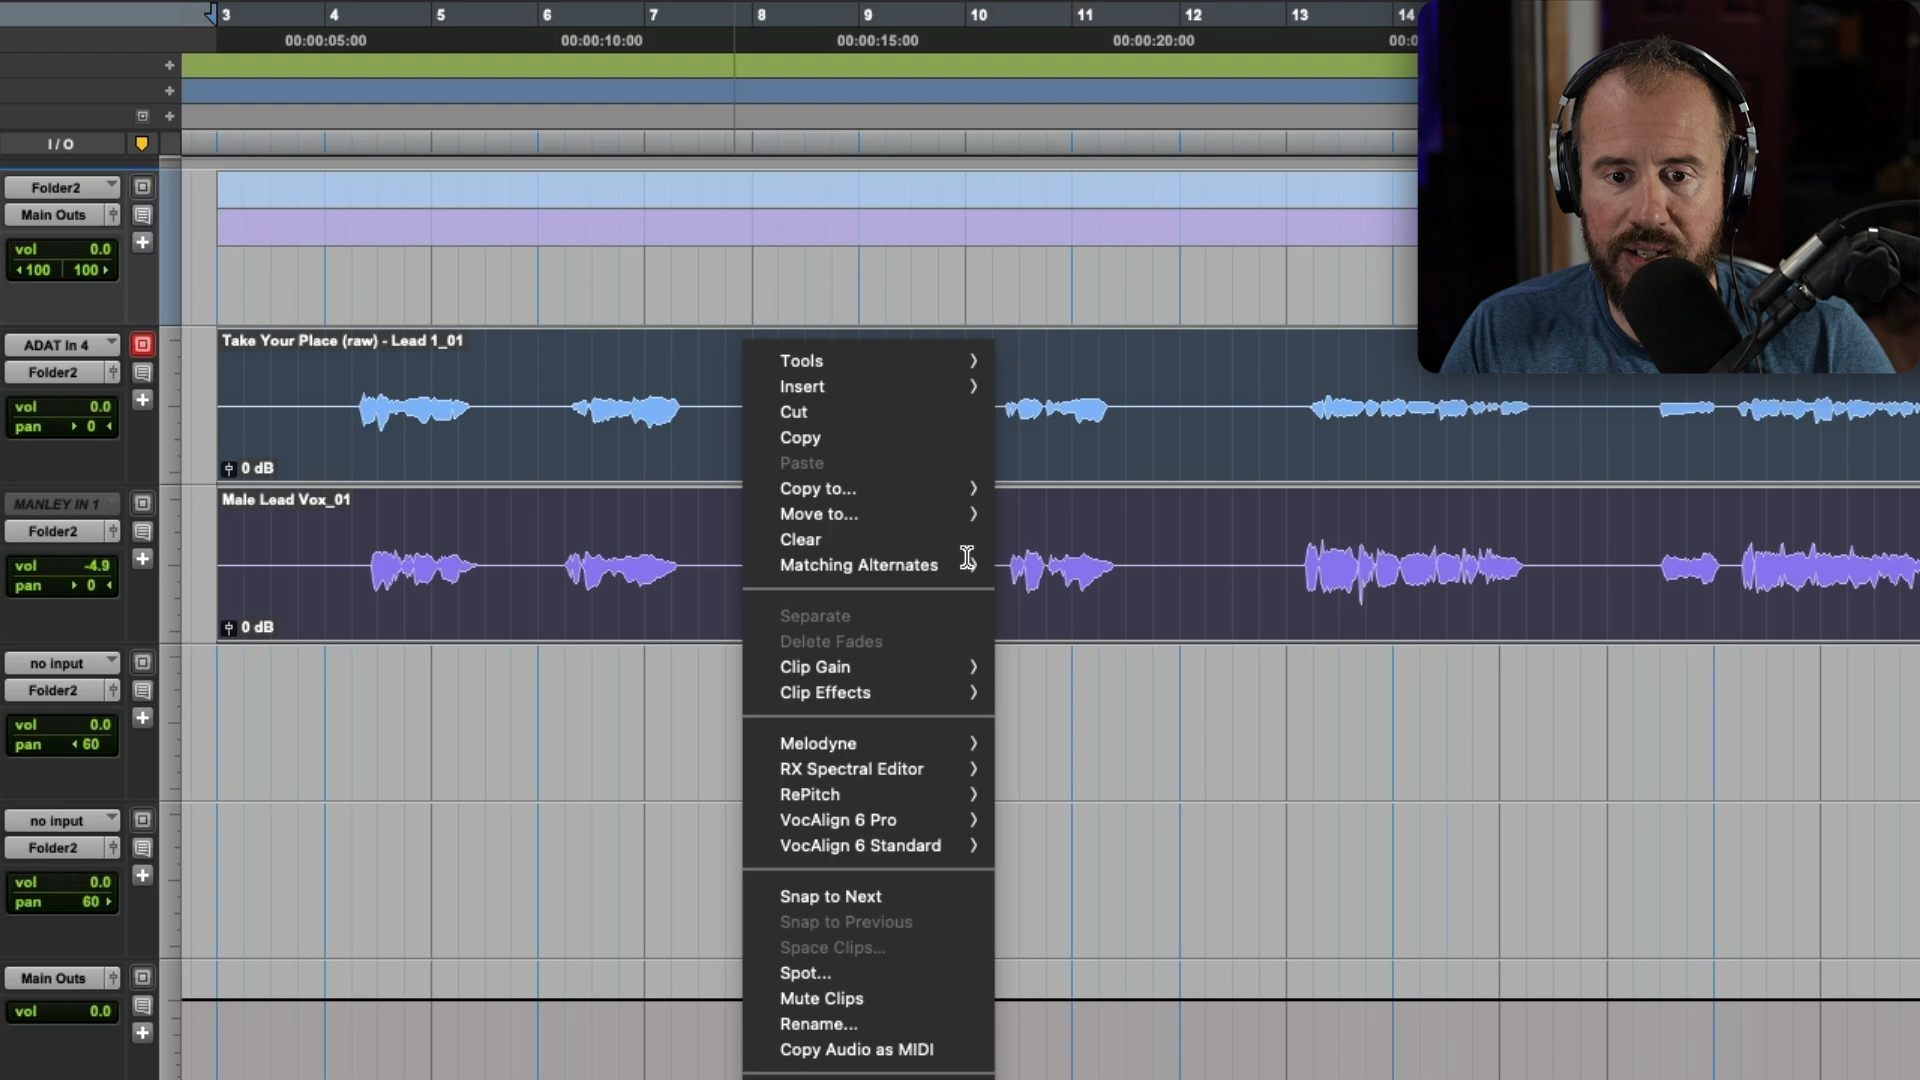 3 4 5 6 7 8 9 10 11 12 13 14
00:00:05:00 00:00:10:00 00:00:15:00 00:00:20:00 00:0
I / O
Folder2
Main Outs
vol 0.0
100 100
ADAT In 4
Folder2
vol 0.0
pan 0
Take Your Place (raw) - Lead 1_01
0 dB
MANLEY IN 1
Folder2
vol -4.9
pan 0
Male Lead Vox_01
0 dB
no input
Folder2
vol 0.0
pan 60
no input
Folder2
vol 0.0
pan 60
Main Outs
vol 0.0
Tools
Insert
Cut
Copy
Paste
Copy to...
Move to...
Clear
Matching Alternates
Separate
Delete Fades
Clip Gain
Clip Effects
Melodyne
RX Spectral Editor
RePitch
VocAlign 6 Pro
VocAlign 6 Standard
Snap to Next
Snap to Previous
Space Clips...
Spot...
Mute Clips
Rename...
Copy Audio as MIDI